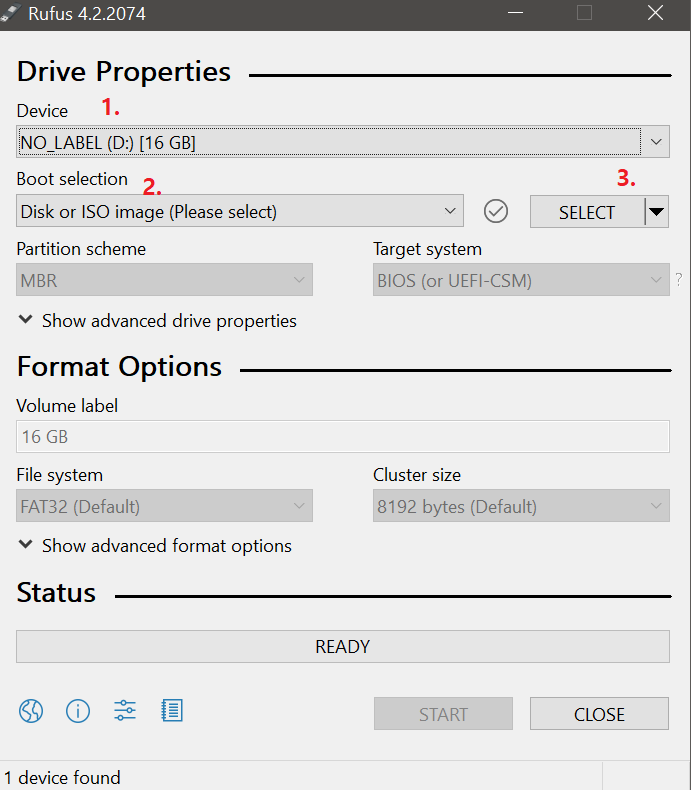 Rufus 4.2.2074
Drive Properties
Device 1.
NO_LABEL (D:) [16 GB]
Boot selection 2. 3.
Disk or ISO image (Please select) SELECT
Partition scheme Target system
MBR BIOS (or UEFI-CSM) ?
Show advanced drive properties
Format Options
Volume label
16 GB
File system Cluster size
FAT32 (Default) 8192 bytes (Default)
Show advanced format options
Status
READY
START CLOSE
1 device found